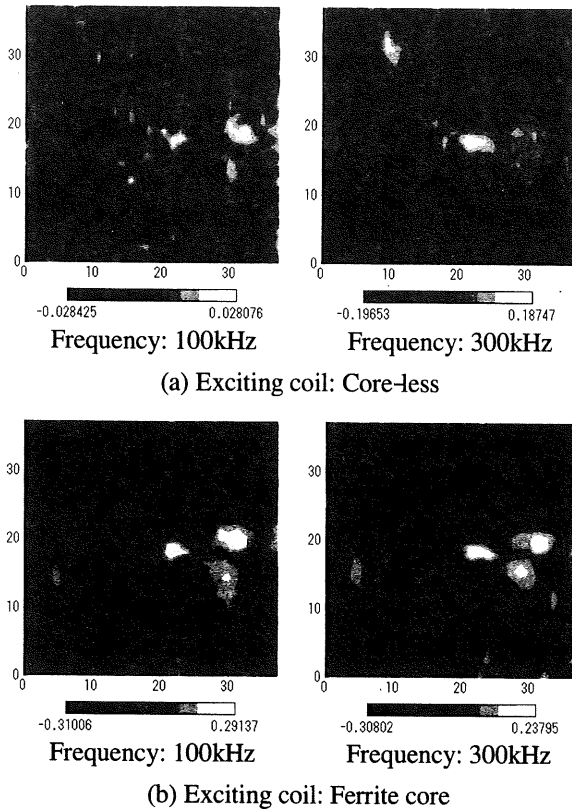 30
20
10
0
0 10 20 30
-0.028425 0.028076
Frequency: 100kHz
30
20
10
0
0 10 20 30
-0.19653 0.18747
Frequency: 300kHz
(a) Exciting coil: Core-less
30
20
10
0
0 10 20 30
-0.31006 0.29137
Frequency: 100kHz
30
20
10
0
0 10 20 30
-0.30802 0.23795
Frequency: 300kHz
(b) Exciting coil: Ferrite core